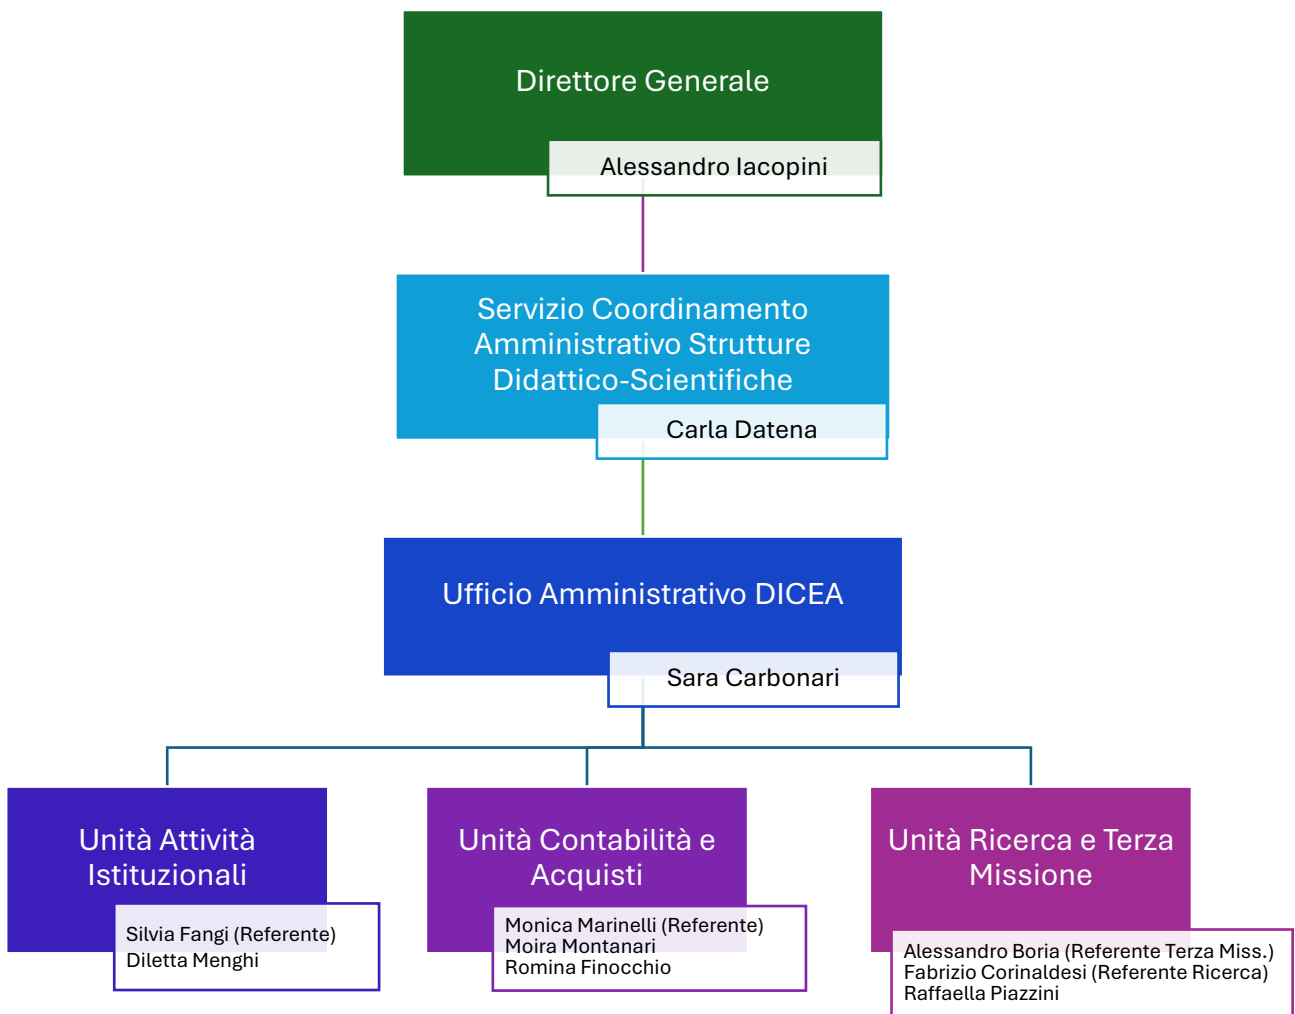 Direttore Generale
Alessandro Iacopini
Servizio Coordinamento
Amministrativo Strutture
Didattico-Scientifiche
Carla Datena
Ufficio Amministrativo DICEA
Sara Carbonari
Unità Attività
Istituzionali
Silvia Fangi (Referente)
Diletta Menghi
Unità Contabilità e
Acquisti
Monica Marinelli (Referente)
Moira Montanari
Romina Finocchio
Unità Ricerca e Terza
Missione
Alessandro Boria (Referente Terza Miss.)
Fabrizio Corinaldesi (Referente Ricerca)
Raffaella Piazzini